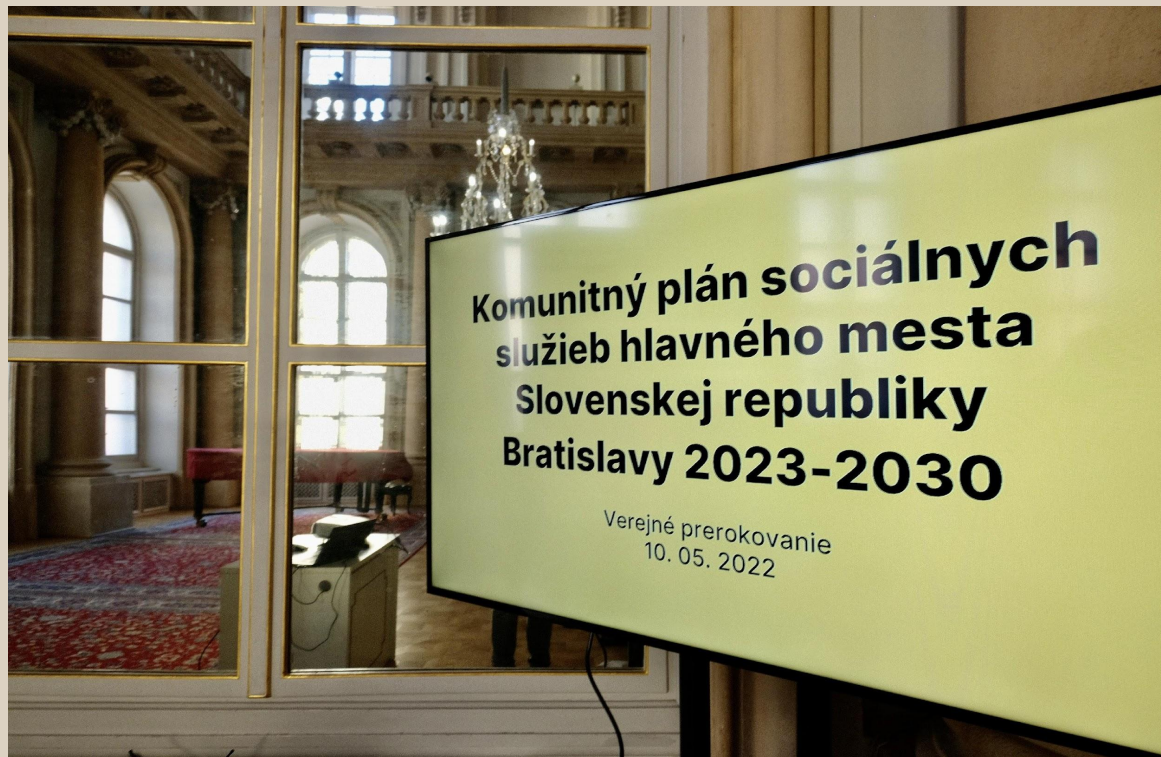 Komunitný plán sociálnych
služieb hlavného mesta
Slovenskej republiky
Bratislavy 2023-2030
Verejné prerokovanie
10. 05. 2022